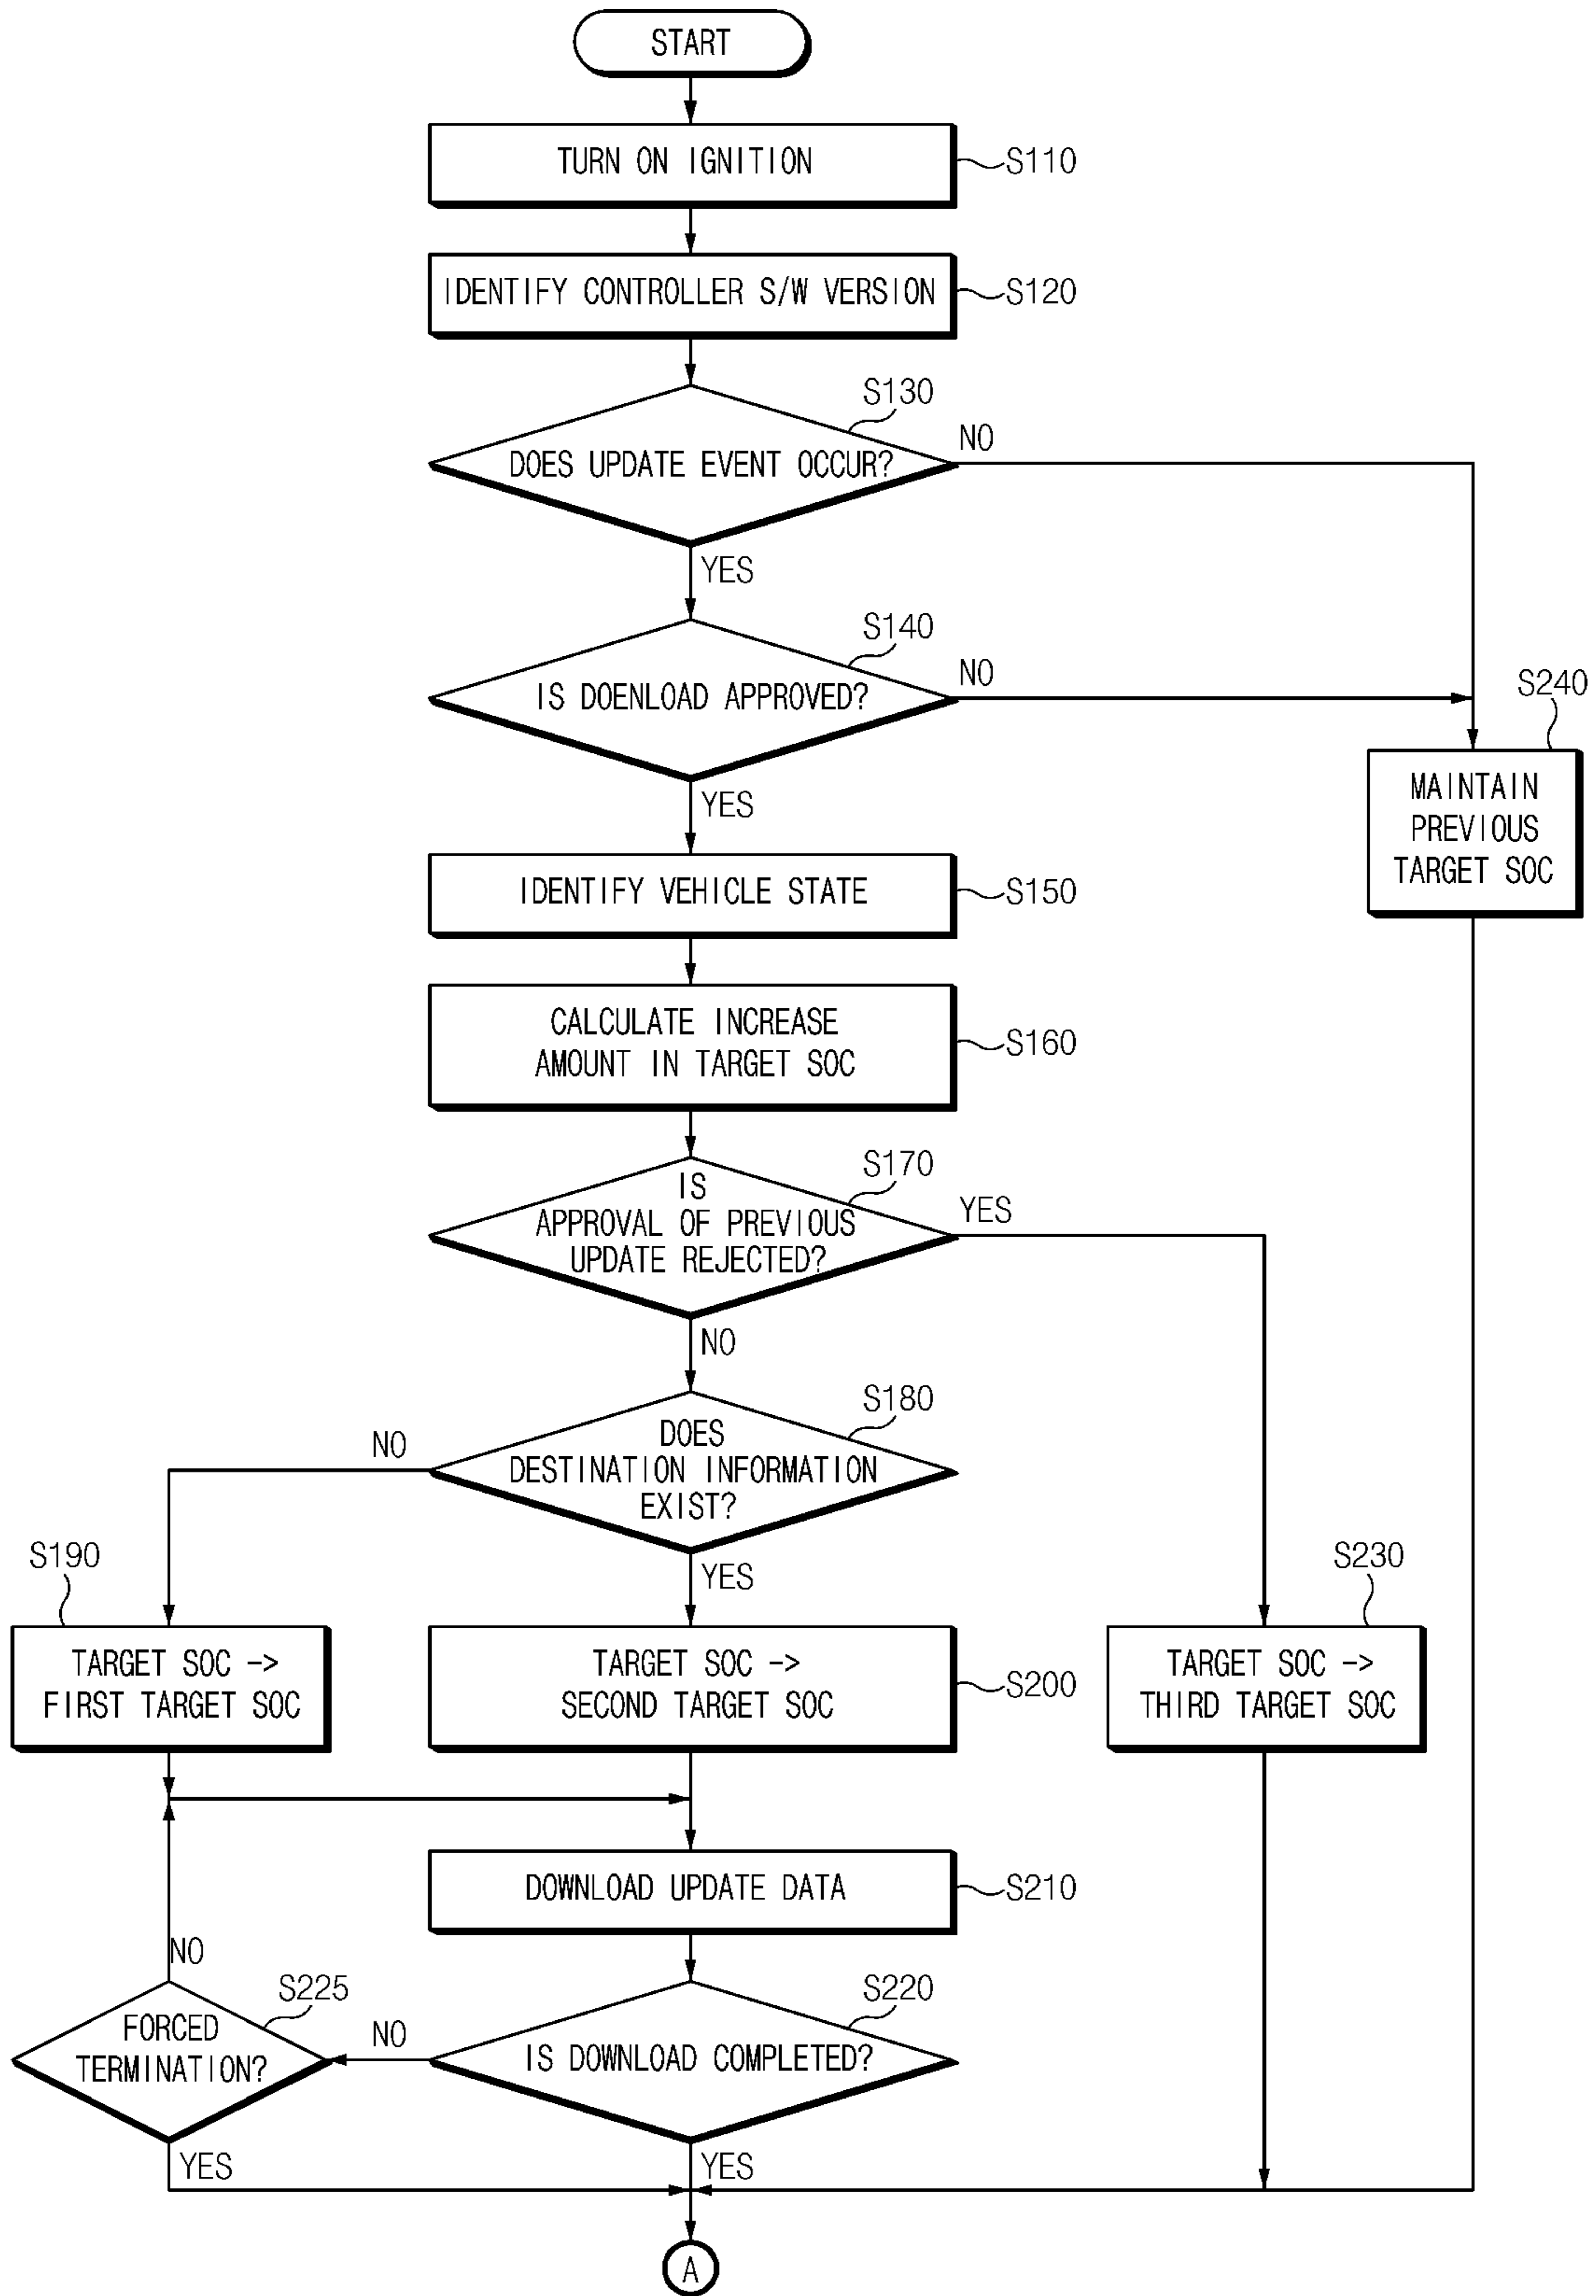 START
TURN ON IGNITION
S110
IDENTIFY CONTROLLER S/W VERSION
S120
S130
DOES UPDATE EVENT OCCUR?
NO
YES
S140
IS DOENLOAD APPROVED?
NO
YES
S240
MAINTAIN
PREVIOUS
TARGET SOC
IDENTIFY VEHICLE STATE
S150
CALCULATE INCREASE
AMOUNT IN TARGET SOC
S160
S170
IS
APPROVAL OF PREVIOUS
UPDATE REJECTED?
YES
NO
S180
DOES
DESTINATION INFORMATION
EXIST?
NO
YES
S190
TARGET SOC ->
FIRST TARGET SOC
TARGET SOC ->
SECOND TARGET SOC
S200
S230
TARGET SOC ->
THIRD TARGET SOC
DOWNLOAD UPDATE DATA
S210
NO
S225
FORCED
TERMINATION?
NO
S220
IS DOWNLOAD COMPLETED?
YES
YES
A